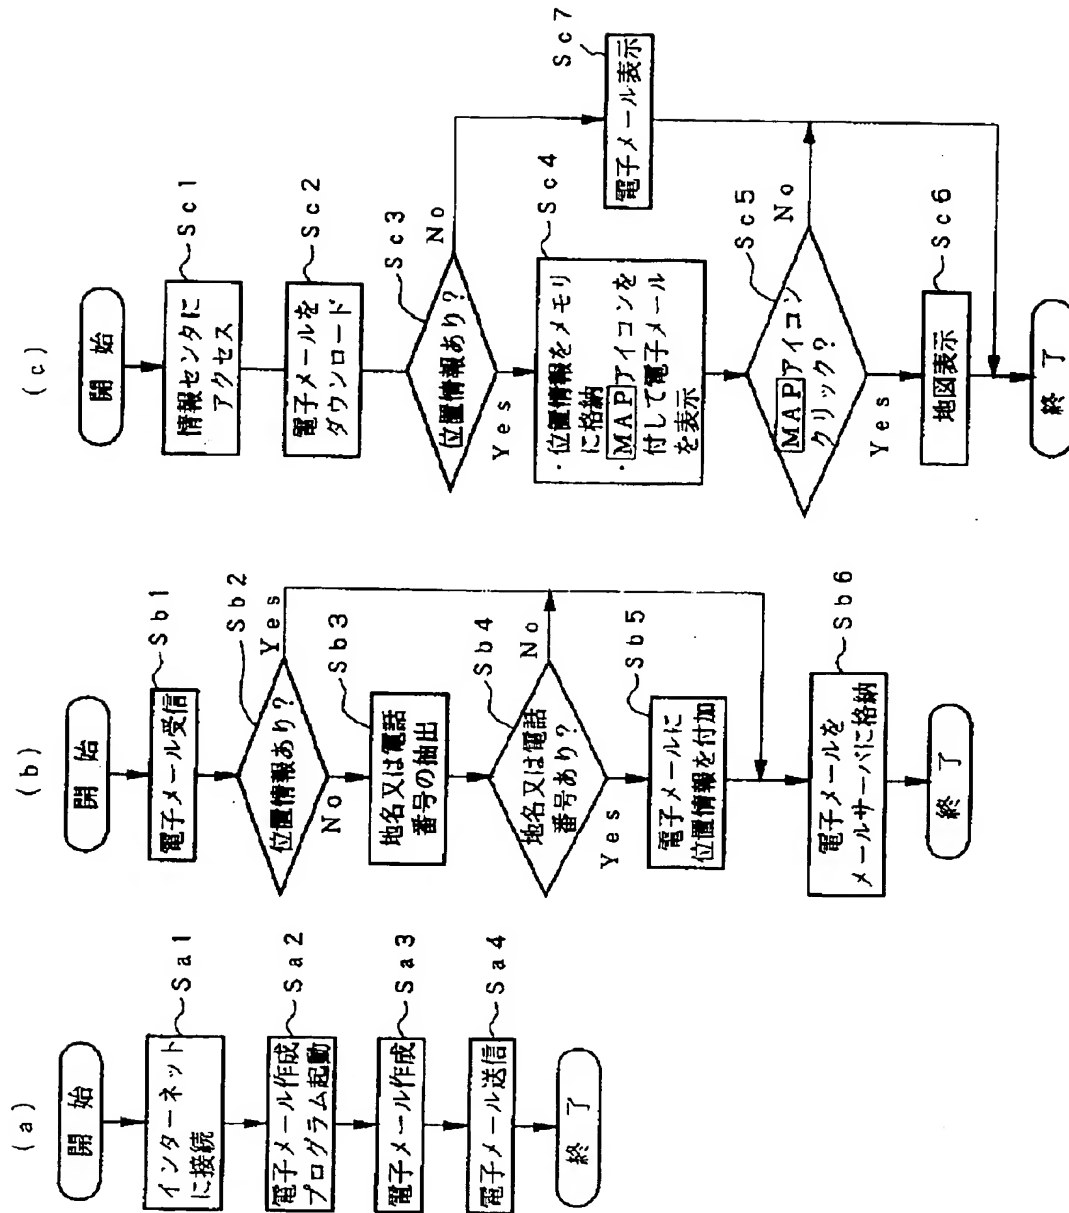 (a)
開 始
インターネット
に接続
Sa1
電子メール作成
プログラム起動
Sa2
電子メール作成
Sa3
電子メール送信
Sa4
終 了
(b)
開 始
電子メール受信
Sb1
位置情報あり?
Sb2
Yes
No
地名又は電話
番号の抽出
Sb3
地名又は電話
番号あり?
Sb4
No
Yes
電子メールに
位置情報を付加
Sb5
電子メールを
メールサーバに格納
Sb6
終 了
(c)
開 始
情報センタに
アクセス
Sc1
電子メールを
ダウンロード
Sc2
位置情報あり?
Sc3
No
Yes
・位置情報をメモリ
に格納
・MAPアイコンを
付して電子メール
を表示
Sc4
電子メール表示
Sc7
MAPアイコン
クリック?
Sc5
No
Yes
地図表示
Sc6
終 了